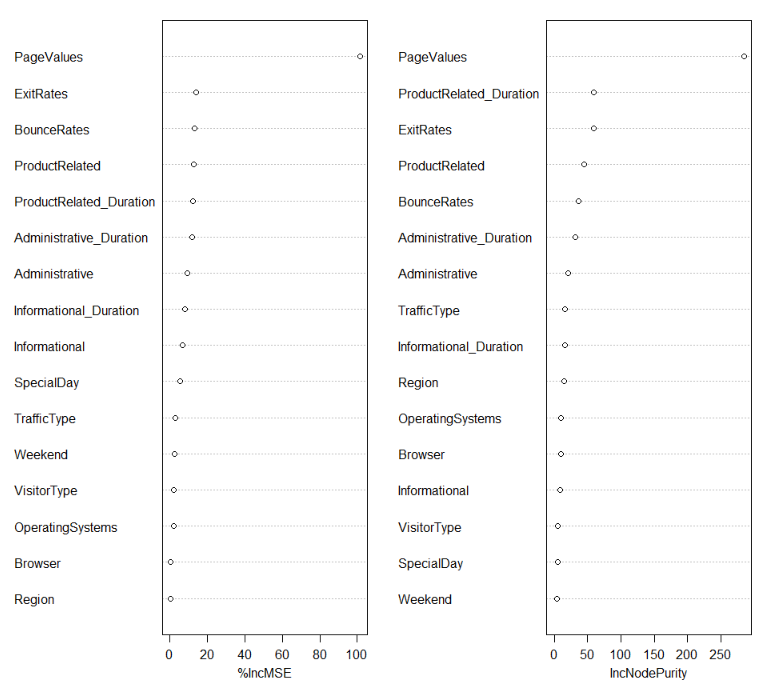 PageValues
ExitRates
BounceRates
ProductRelated
ProductRelated_Duration
Administrative_Duration
Administrative
Informational_Duration
Informational
SpecialDay
TrafficType
Weekend
VisitorType
OperatingSystems
Browser
Region
0 20 40 60 80 100
%IncMSE
PageValues
ProductRelated_Duration
ExitRates
ProductRelated
BounceRates
Administrative_Duration
Administrative
TrafficType
Informational_Duration
Region
OperatingSystems
Browser
Informational
VisitorType
SpecialDay
Weekend
0 50 100 150 200 250
IncNodePurity